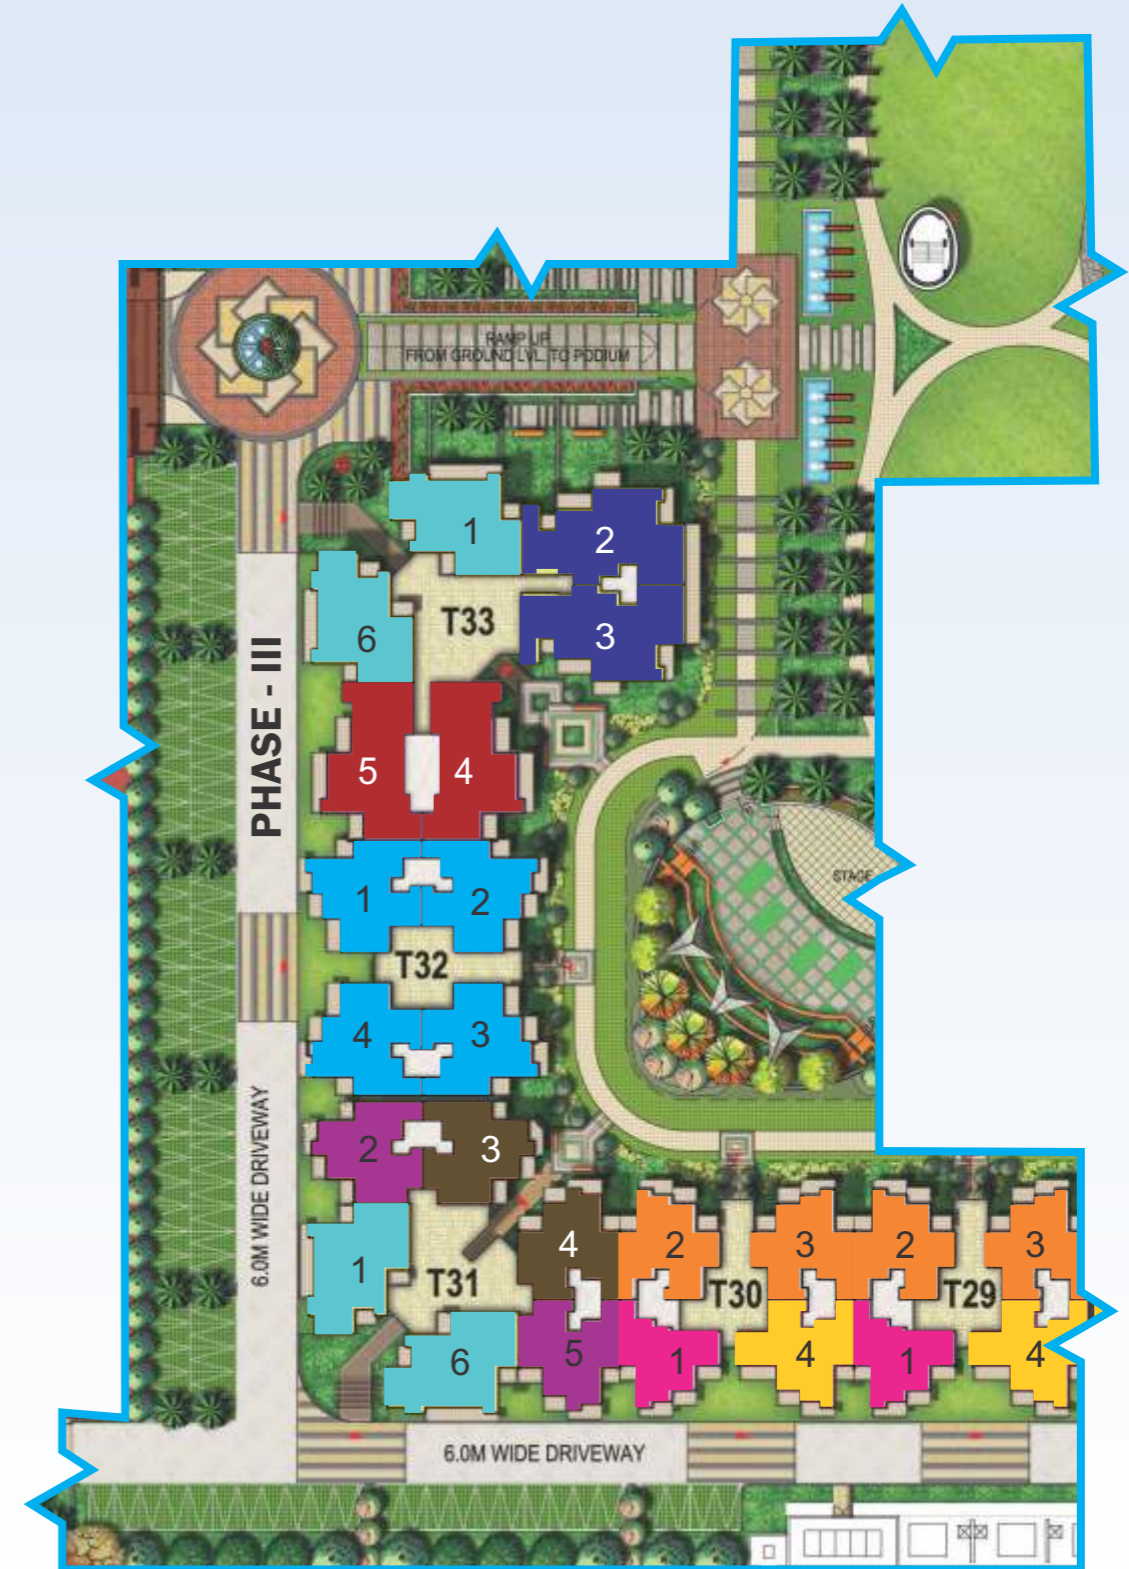 RAMP UP
FROM GROUND LVL. TO PODIUM
1
2
6
T33
3
PHASE - III
5
4
STAGE
1
2
T32
4
3
2
3
6.0M WIDE DRIVEWAY
1
T31
4
2
3
2
3
T30
T29
6
5
1
4
1
4
6.0M WIDE DRIVEWAY